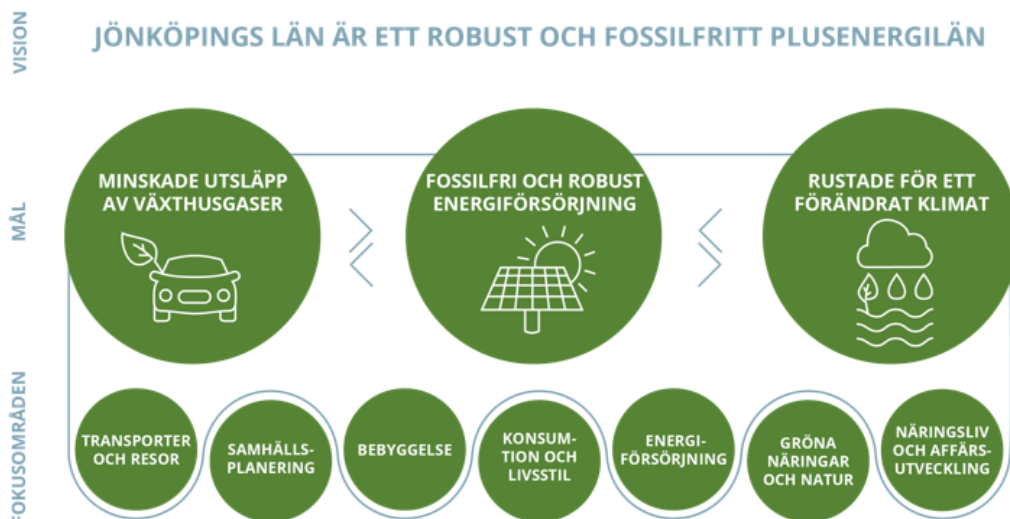 VISION
JÖNKÖPINGS LÄN ÄR ETT ROBUST OCH FOSSILFRITT PLUSENERGILÄN
MÅL
MINSKADE UTSLÄPP
AV VÄXTHUSGASER
FOSSILFRI OCH ROBUST
ENERGIFÖRSÖRJNING
RUSTADE FÖR ETT
FÖRÄNDRAT KLIMAT
FOKUSOMRÅDEN
TRANSPORTER
OCH RESOR
SAMHÄLLS-
PLANERING
BEBYGGELSE
KONSUM-
TION OCH
LIVSSTIL
ENERGI-
FÖRSÖRJNING
GRÖNA
NÄRINGAR
OCH NATUR
NÄRINGSLIV
OCH AFFÄRS-
UTVECKLING